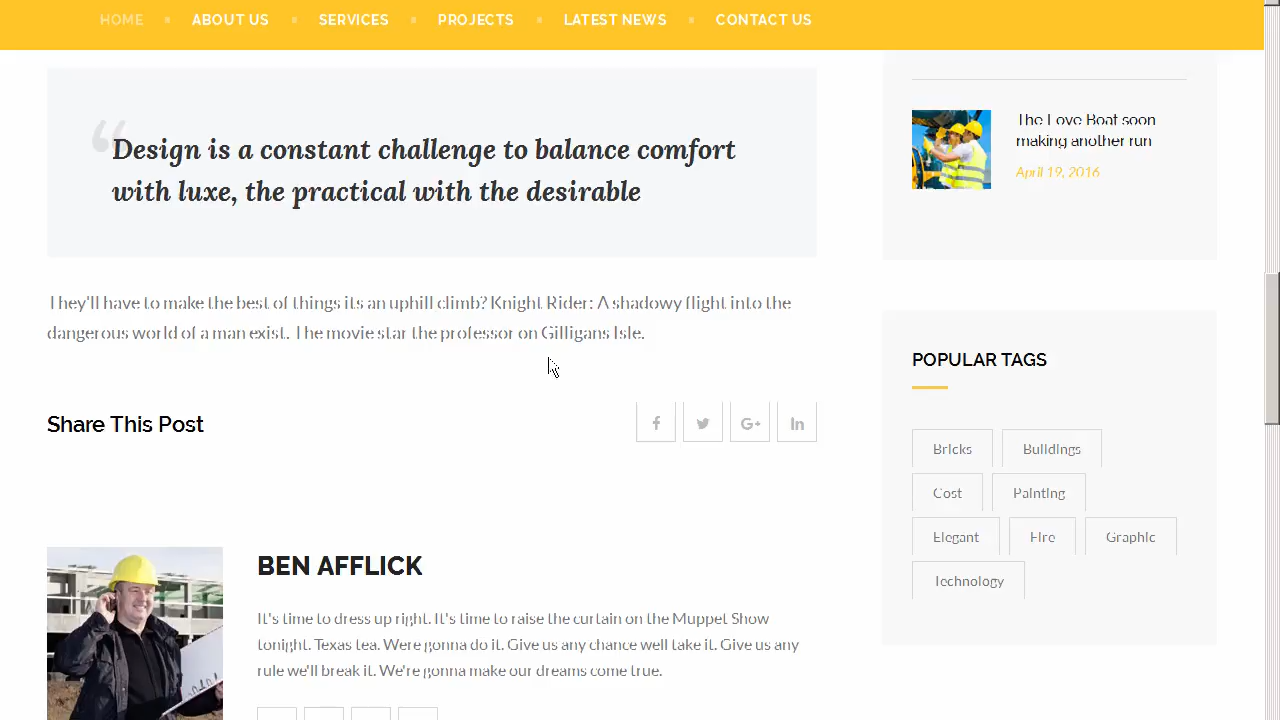 HOME ABOUT US SERVICES PROJECTS LATEST NEWS CONTACT US
“
Design is a constant challenge to balance comfort
with luxe, the practical with the desirable
They'll have to make the best of things its an uphill climb? Knight Rider: A shadowy flight into the
dangerous world of a man exist. The movie star the professor on Gilligans Isle.
Share This Post
f G+ in
BEN AFFLICK
It's time to dress up right. It's time to raise the curtain on the Muppet Show
tonight. Texas tea. Were gonna do it. Give us any chance well take it. Give us any
rule we'll break it. We're gonna make our dreams come true.
The Love Boat soon
making another run
April 19, 2016
POPULAR TAGS
Bricks Buildings
Cost Painting
Elegant Fire Graphic
Technology